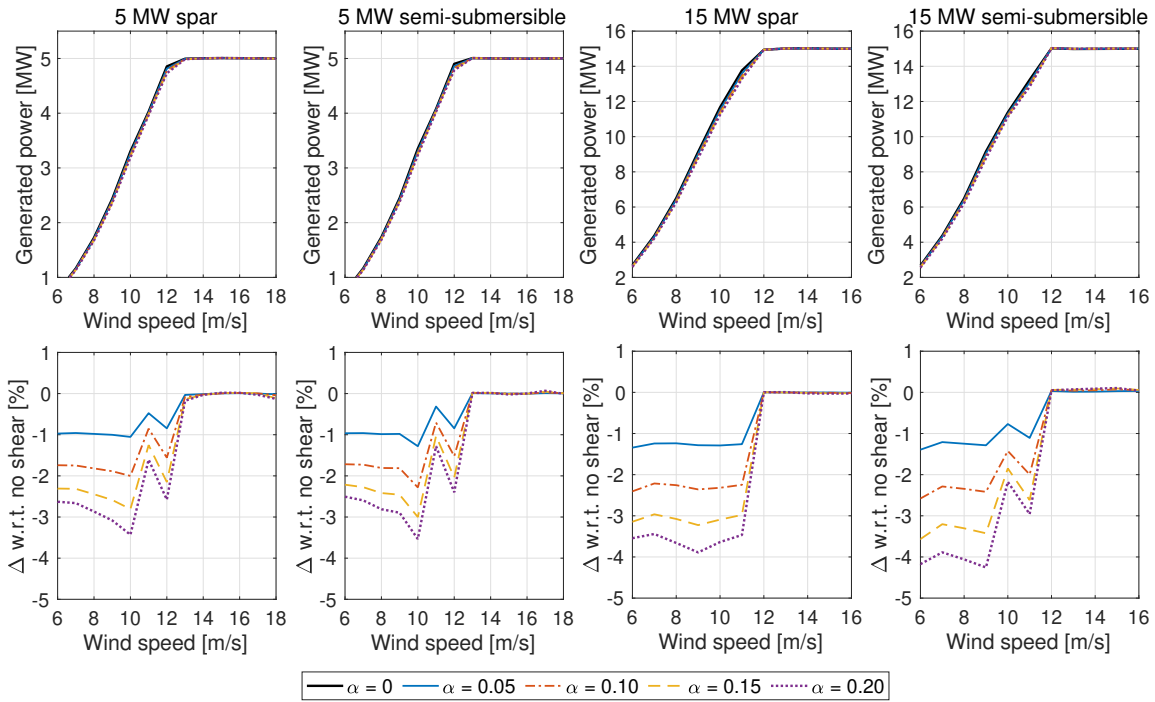 5 MW spar
5 MW semi-submersible
15 MW spar
15 MW semi-submersible
Generated power [MW]
5
4
3
2
1
6 8 10 12 14 16 18
Wind speed [m/s]
Generated power [MW]
5
4
3
2
1
6 8 10 12 14 16 18
Wind speed [m/s]
Generated power [MW]
16
14
12
10
8
6
4
2
6 8 10 12 14 16
Wind speed [m/s]
Generated power [MW]
16
14
12
10
8
6
4
2
6 8 10 12 14 16
Wind speed [m/s]
Δ w.r.t. no shear [%]
1
0
-1
-2
-3
-4
-5
6 8 10 12 14 16 18
Wind speed [m/s]
Δ w.r.t. no shear [%]
1
0
-1
-2
-3
-4
-5
6 8 10 12 14 16 18
Wind speed [m/s]
Δ w.r.t. no shear [%]
1
0
-1
-2
-3
-4
-5
6 8 10 12 14 16
Wind speed [m/s]
Δ w.r.t. no shear [%]
1
0
-1
-2
-3
-4
-5
6 8 10 12 14 16
Wind speed [m/s]
α = 0 α = 0.05 α = 0.10 α = 0.15 α = 0.20